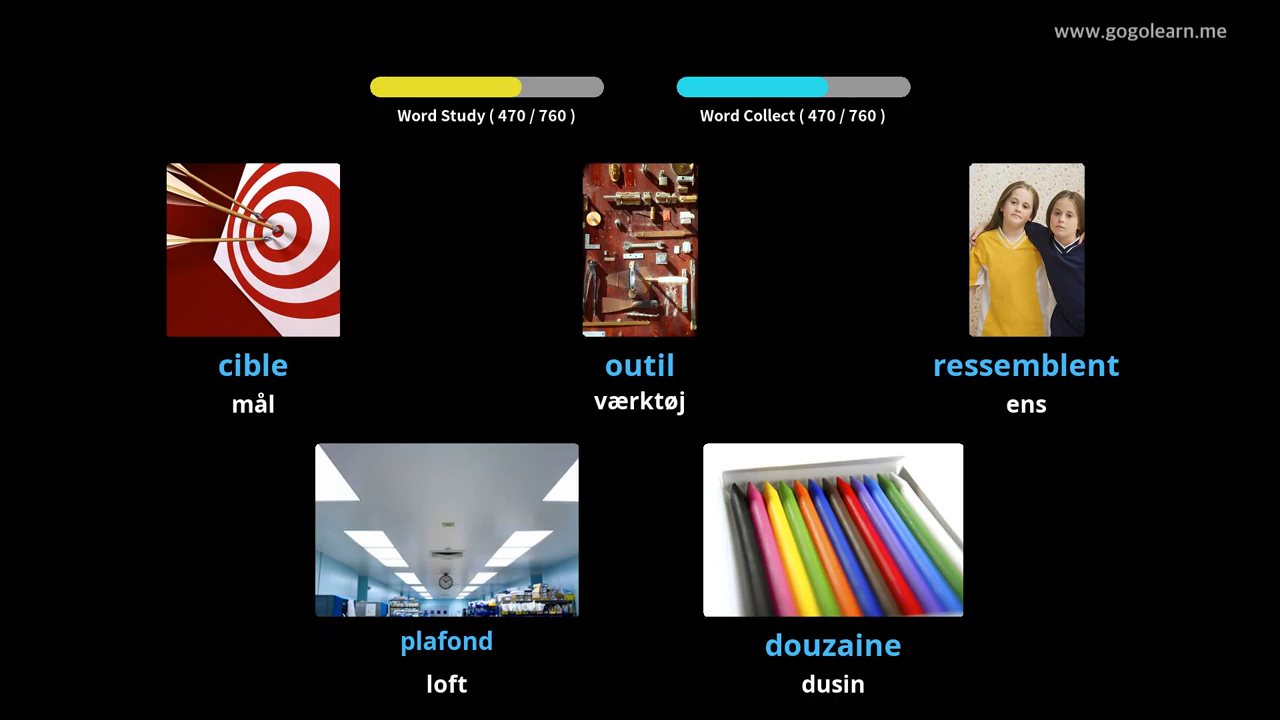 www.gogolearn.me
Word Study ( 470 / 760 )
Word Collect ( 470 / 760 )
cible
mål
outil
værktøj
ressemblent
ens
plafond
loft
douzaine
dusin